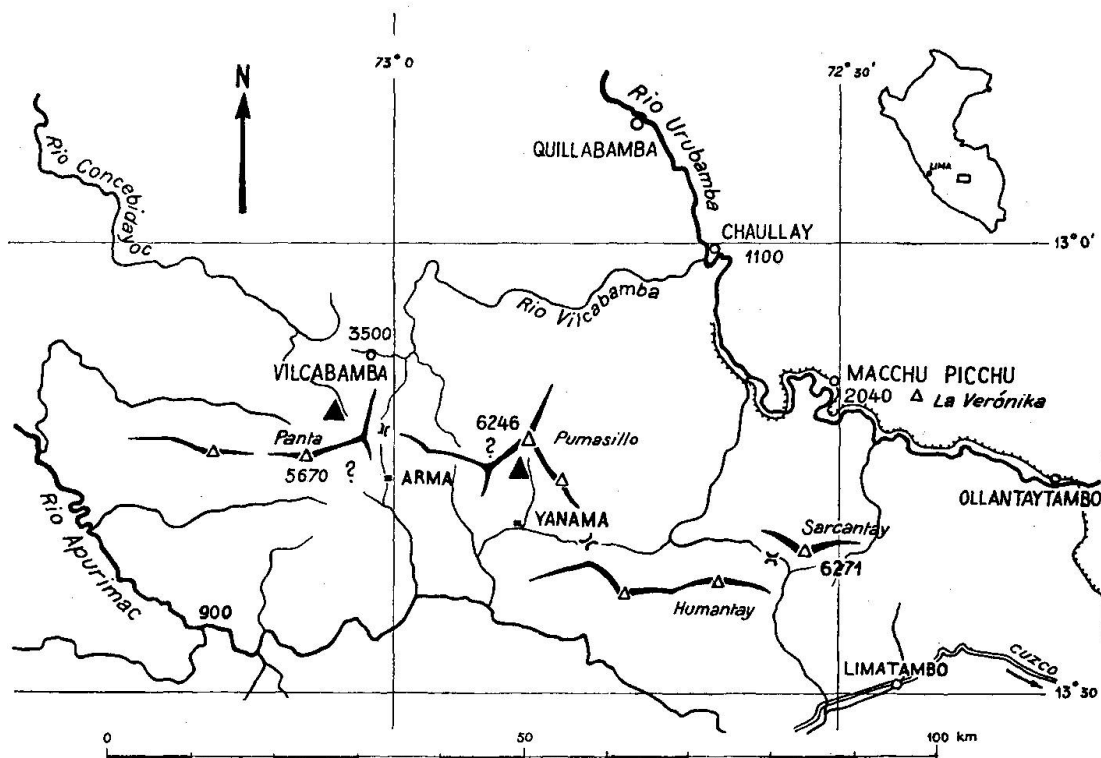 73° 0
72° 30'
N
Rio Concebidayoc
Rio Urubamba
QUILLABAMBA
LIMA
CHAULLAY
1100
13° 0'
Rio Vilcabamba
3500
VILCABAMBA
MACCHU PICCHU
2040
La Verónika
6246
?
Pumasillo
Panta
5670
?
ARMA
OLLANTAYTAMBO
YANAMA
Sarcantay
6271
Rio Apurimac
900
Humantay
CUZCO
LIMATAMBO
13° 30
0
50
100 km